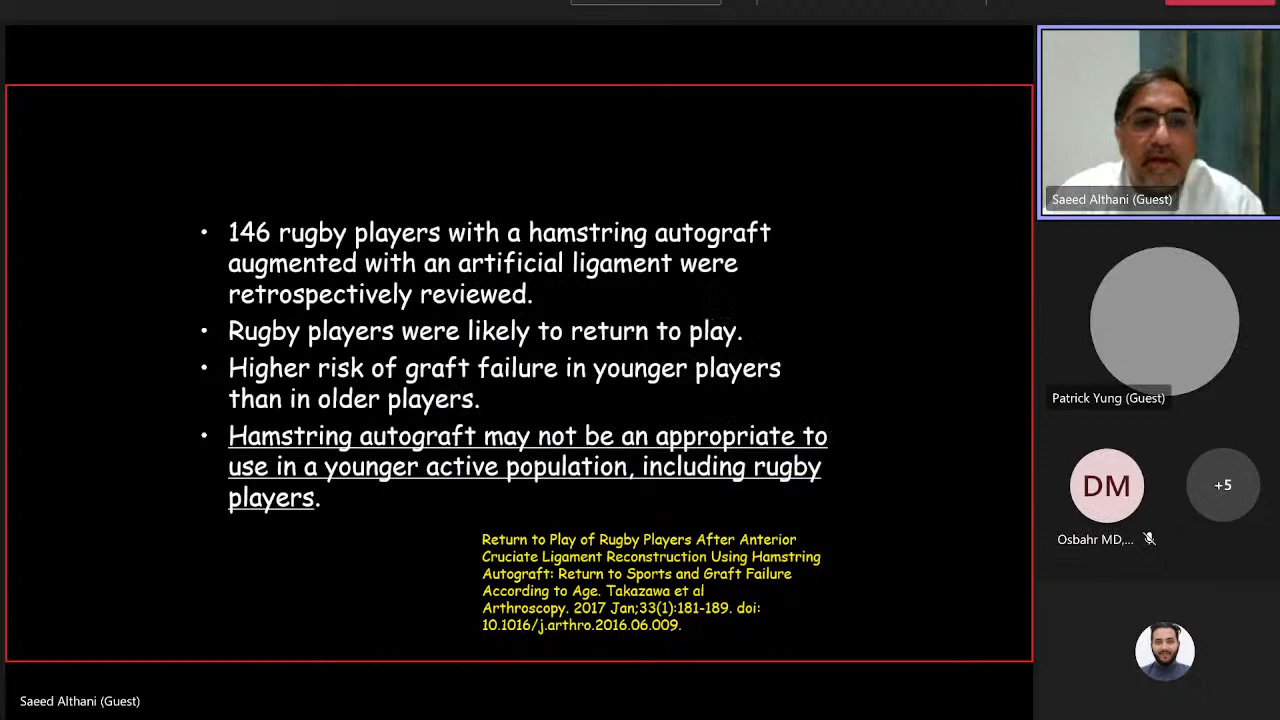 • 146 rugby players with a hamstring autograft
augmented with an artificial ligament were
retrospectively reviewed.
• Rugby players were likely to return to play.
• Higher risk of graft failure in younger players
than in older players.
• Hamstring autograft may not be an appropriate to
use in a younger active population, including rugby
players.
Return to Play of Rugby Players After Anterior
Cruciate Ligament Reconstruction Using Hamstring
Autograft: Return to Sports and Graft Failure
According to Age. Takazawa et al
Arthroscopy. 2017 Jan;33(1):181-189. doi:
10.1016/j.arthro.2016.06.009.
Saeed Althani (Guest)
Saeed Althani (Guest)
Patrick Yung (Guest)
DM
+5
Osbahr MD,...